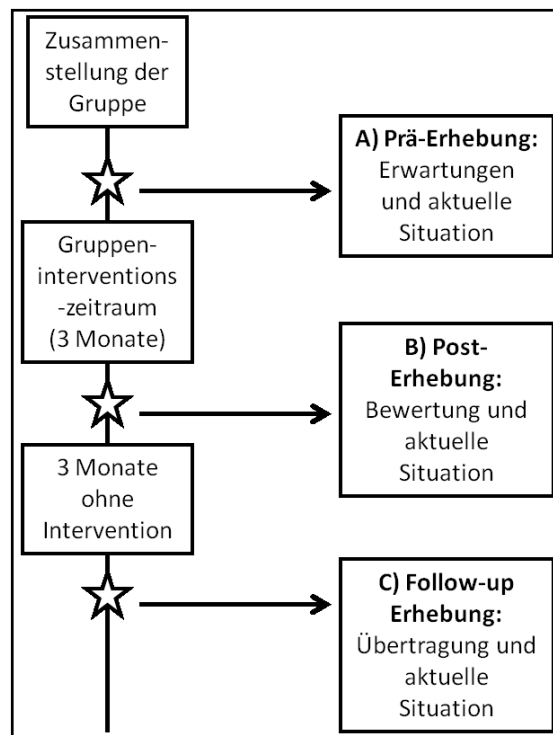 Zusammen-
stellung der
Gruppe
A) Prä-Erhebung:
Erwartungen
und aktuelle
Situation
Gruppen-
interventions
-zeitraum
(3 Monate)
B) Post-
Erhebung:
Bewertung und
aktuelle
Situation
3 Monate
ohne
Intervention
C) Follow-up
Erhebung:
Übertragung und
aktuelle
Situation